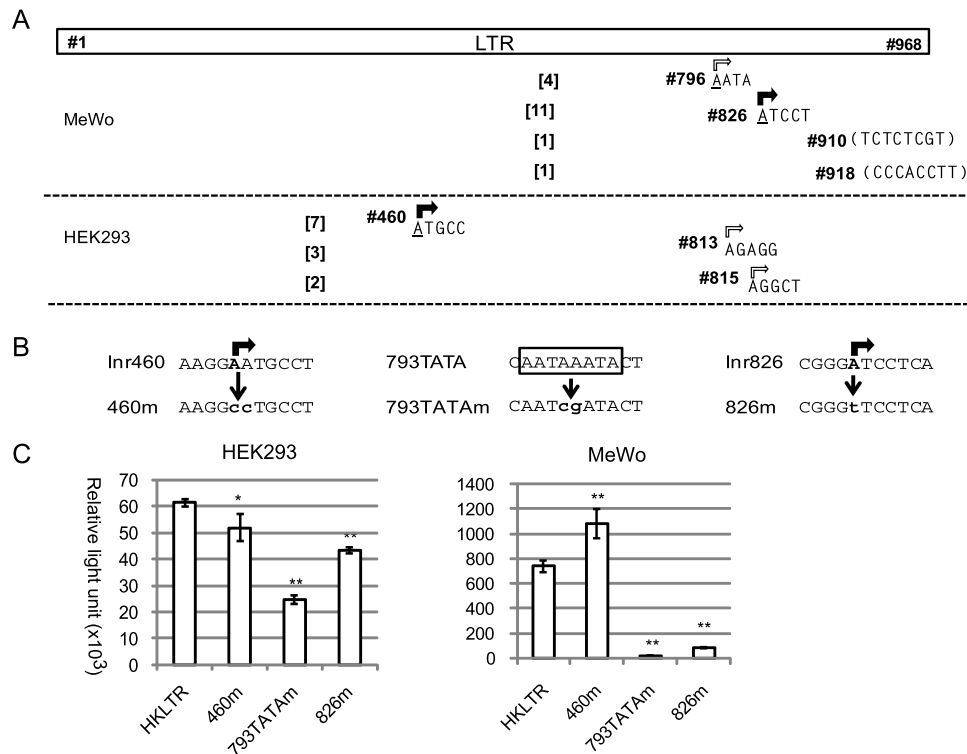 A
#1 LTR #968
MeWo
[4] #796 AATA
[11] #826 ATCCT
[1] #910 (TCTCTCGT)
[1] #918 (CCCACCTT)
HEK293
[7] #460 ATGCC
[3] #813 AGAGG
[2] #815 AGGCT
B
Inr460 AAGGAATGCCT 793TATA CAATAAATACT Inr826 CGGGATCCTCA
460m AAGGccTGCCT 793TATAm CAATcgATACT 826m CGGGtTCCTCA
C
HEK293
Relative light unit (x10³)
70
60
50
40
30
20
10
0
*
**
**
HKLTR 460m 793TATAm 826m
MeWo
1400
1200
1000
800
600
400
200
0
**
**
**
HKLTR 460m 793TATAm 826m